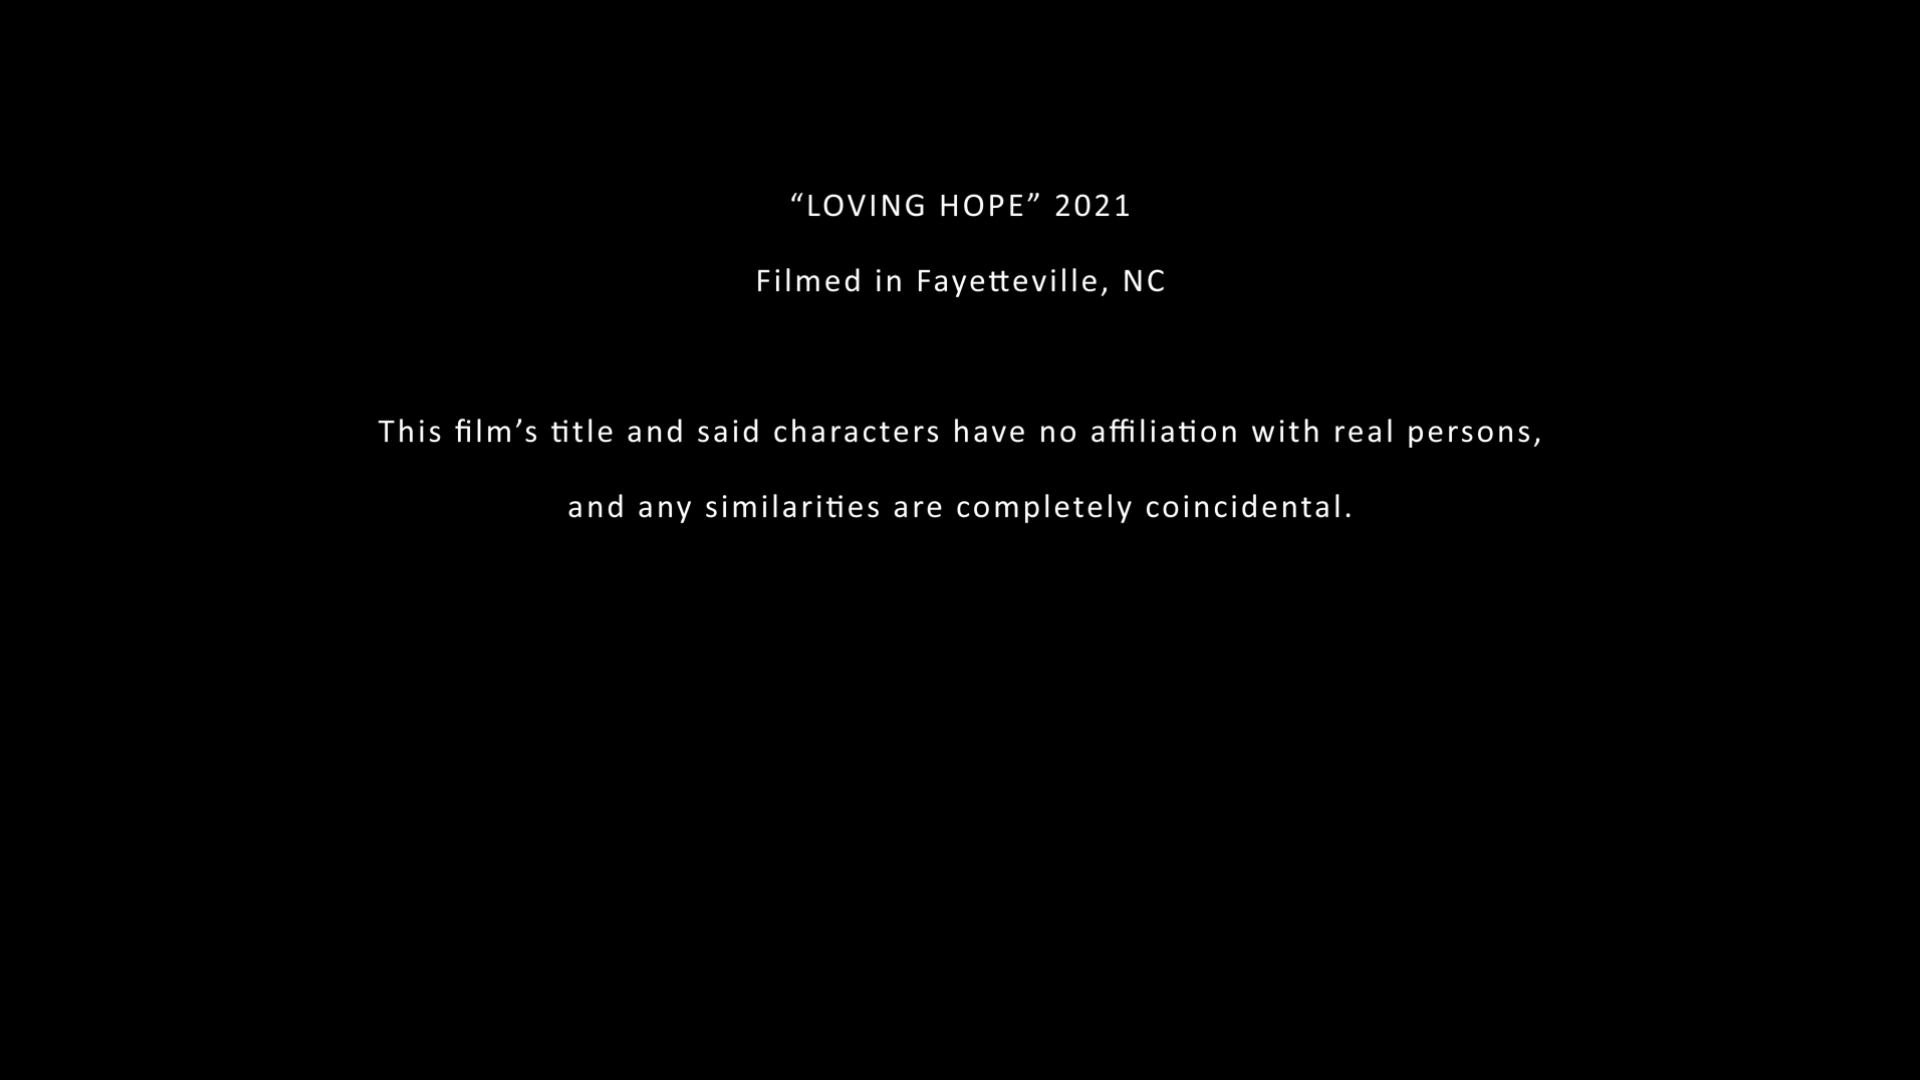 “LOVING HOPE” 2021
Filmed in Fayetteville, NC
This film’s title and said characters have no affiliation with real persons,
and any similarities are completely coincidental.